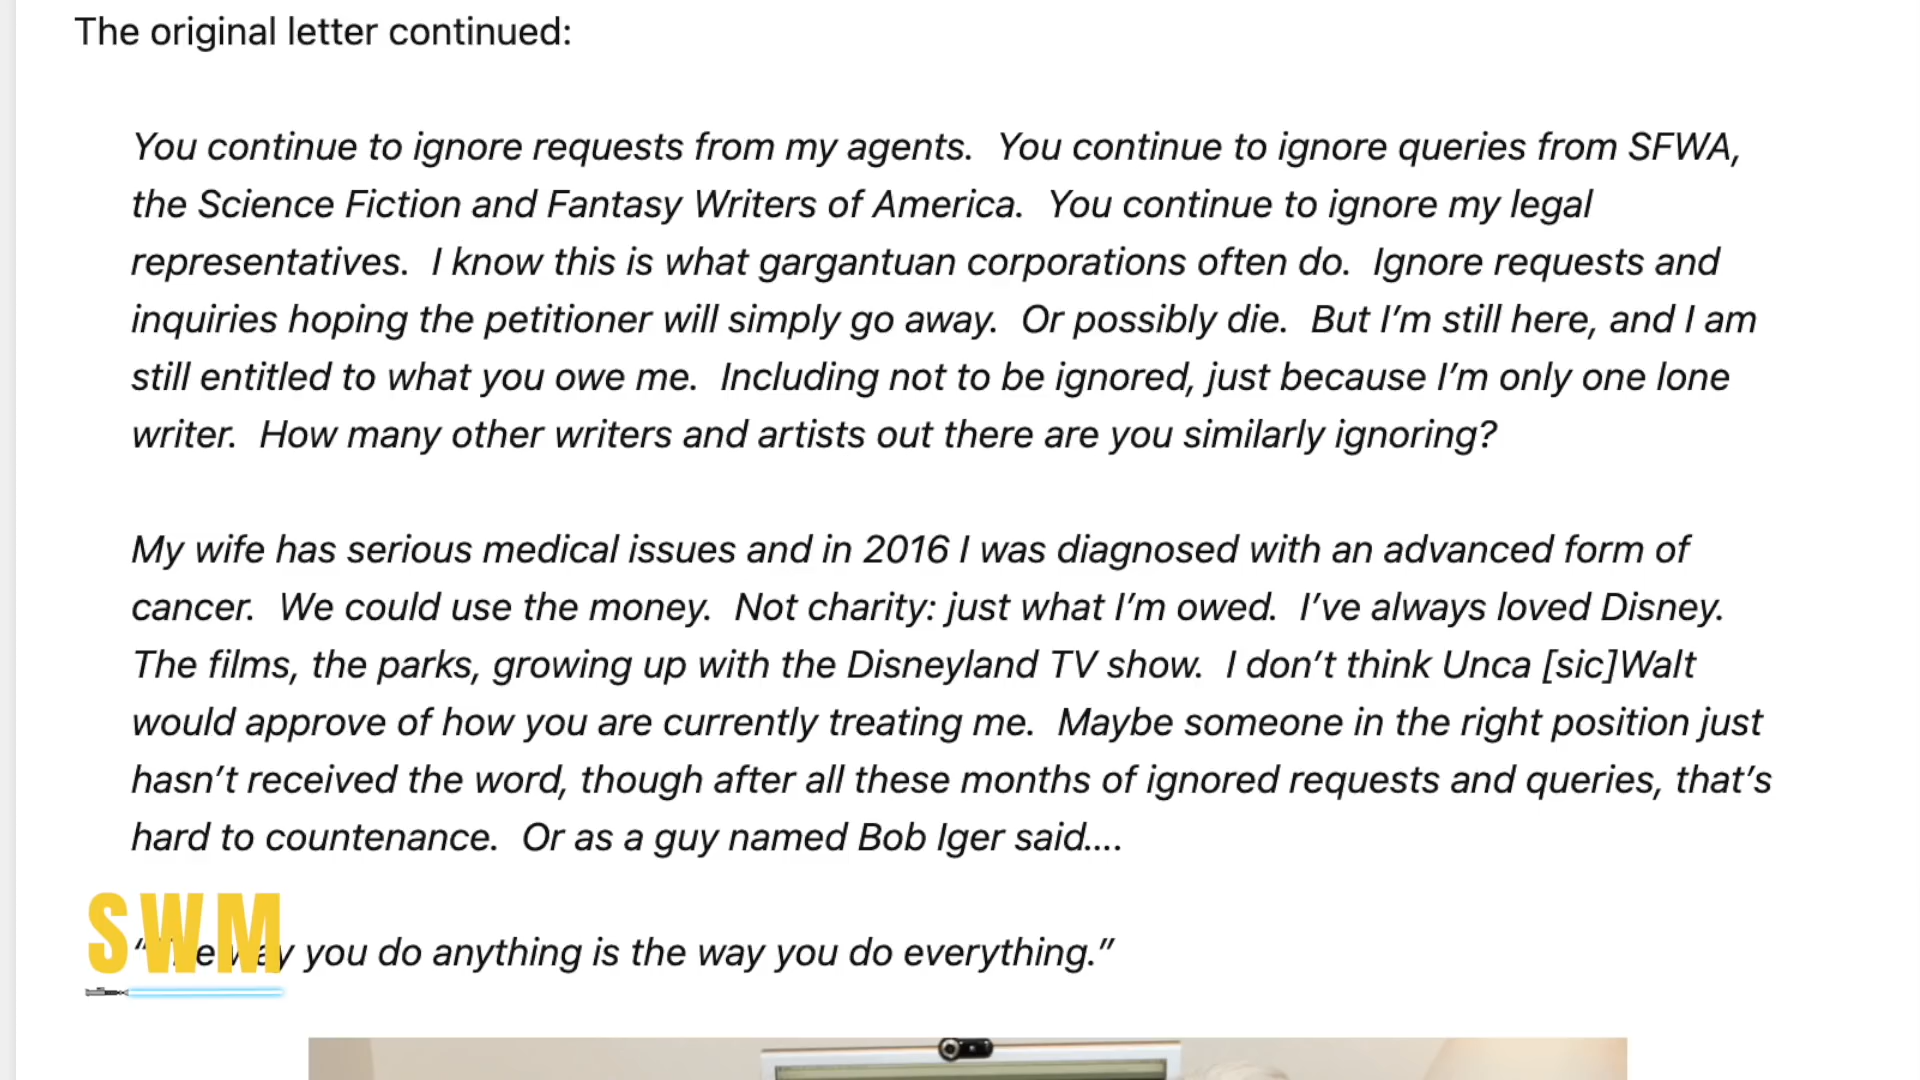 The original letter continued:
You continue to ignore requests from my agents.  You continue to ignore queries from SFWA,
the Science Fiction and Fantasy Writers of America.  You continue to ignore my legal
representatives.  I know this is what gargantuan corporations often do.  Ignore requests and
inquiries hoping the petitioner will simply go away.  Or possibly die.  But I’m still here, and I am
still entitled to what you owe me.  Including not to be ignored, just because I’m only one lone
writer.  How many other writers and artists out there are you similarly ignoring?
My wife has serious medical issues and in 2016 I was diagnosed with an advanced form of
cancer.  We could use the money.  Not charity: just what I’m owed.  I’ve always loved Disney.
The films, the parks, growing up with the Disneyland TV show.  I don’t think Unca [sic]Walt
would approve of how you are currently treating me.  Maybe someone in the right position just
hasn’t received the word, though after all these months of ignored requests and queries, that’s
hard to countenance.  Or as a guy named Bob Iger said….
SWM
you do anything is the way you do everything.”